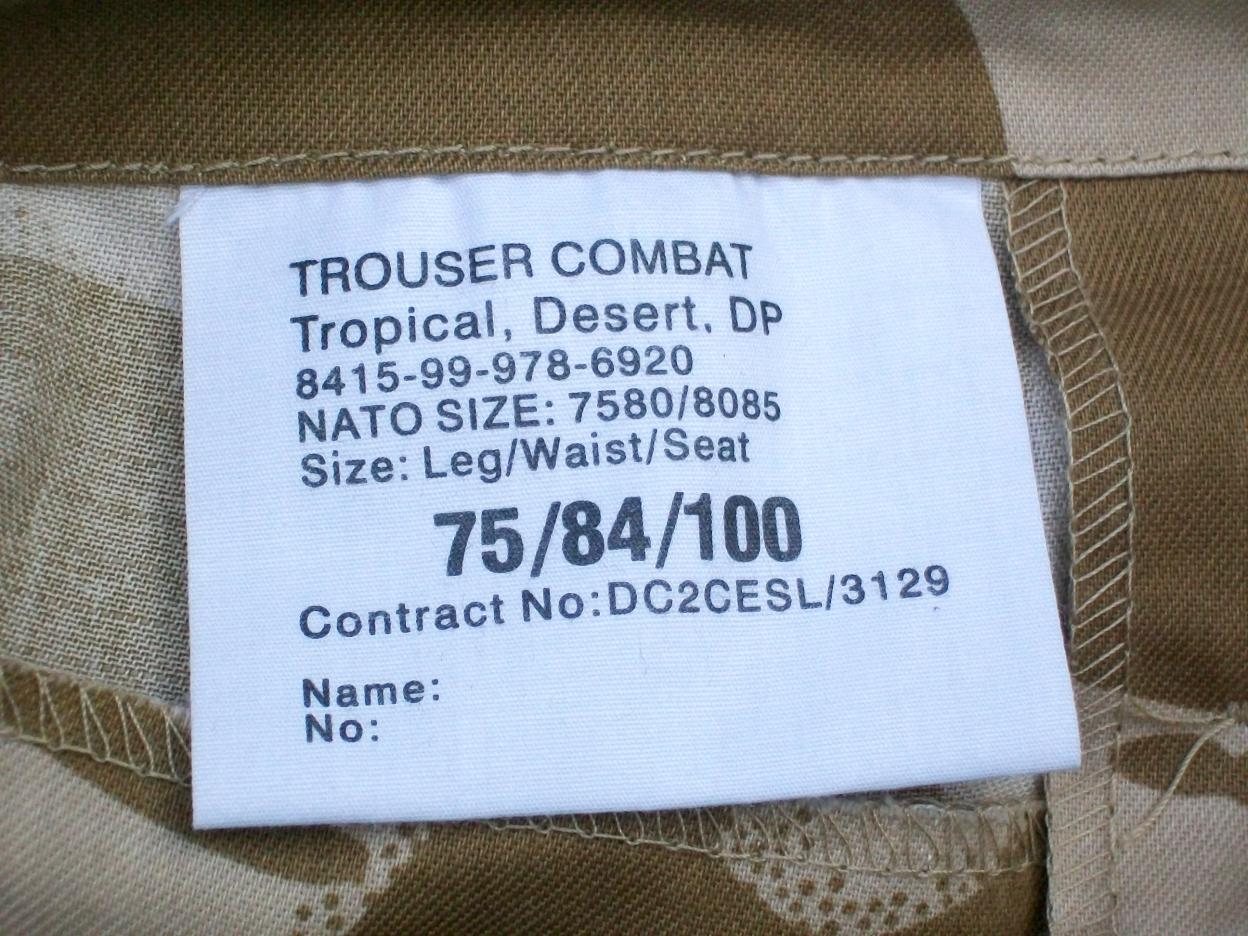 TROUSER COMBAT
Tropical, Desert, DP
8415-99-978-6920
NATO SIZE: 7580/8085
Size: Leg/Waist/Seat
75/84/100
Contract No:DC2CESL/3129
Name:
No: